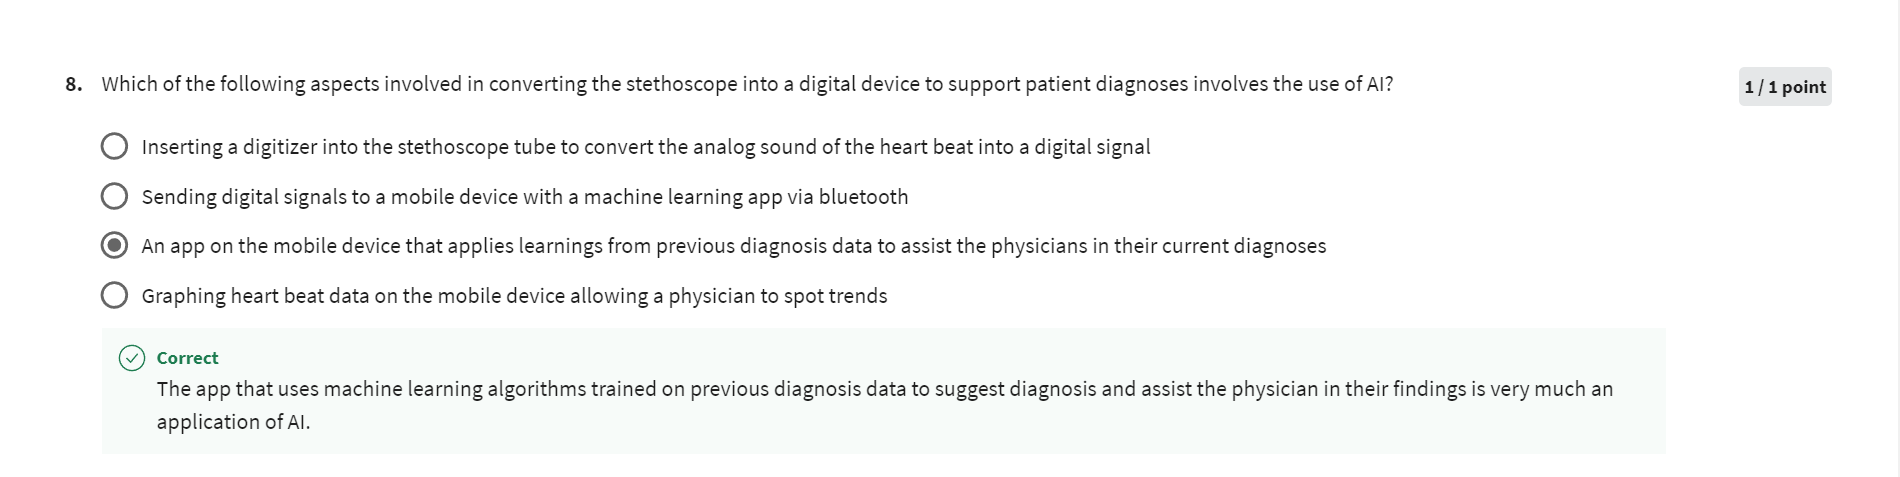 8. Which of the following aspects involved in converting the stethoscope into a digital device to support patient diagnoses involves the use of AI?
1 / 1 point
Inserting a digitizer into the stethoscope tube to convert the analog sound of the heart beat into a digital signal
Sending digital signals to a mobile device with a machine learning app via bluetooth
An app on the mobile device that applies learnings from previous diagnosis data to assist the physicians in their current diagnoses
Graphing heart beat data on the mobile device allowing a physician to spot trends
Correct
The app that uses machine learning algorithms trained on previous diagnosis data to suggest diagnosis and assist the physician in their findings is very much an
application of AI.